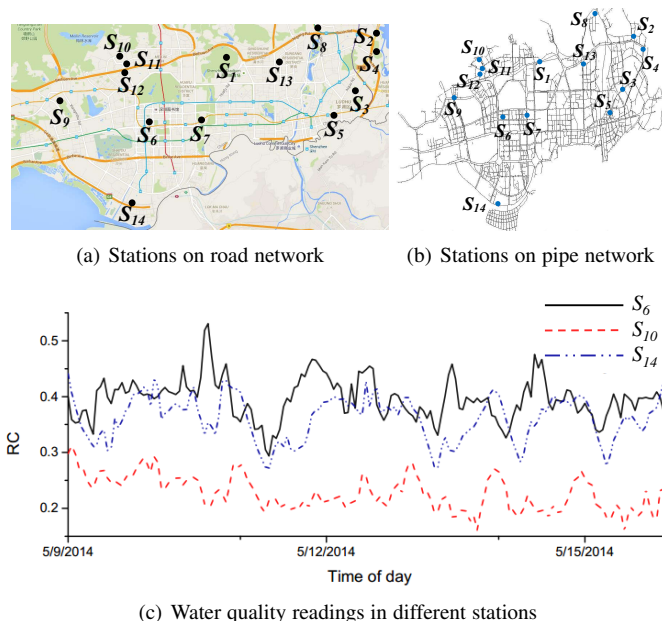 S10
S11
S12
S1
S8
S2
S4
S13
S3
S5
S9
S6
S7
S14
S8
S2
S13
S4
S10
S11
S12
S1
S3
S5
S9
S6
S7
S14
(a) Stations on road network
(b) Stations on pipe network
S6
S10
S14
0.5
0.4
0.3
0.2
RC
5/9/2014
5/12/2014
5/15/2014
Time of day
(c) Water quality readings in different stations